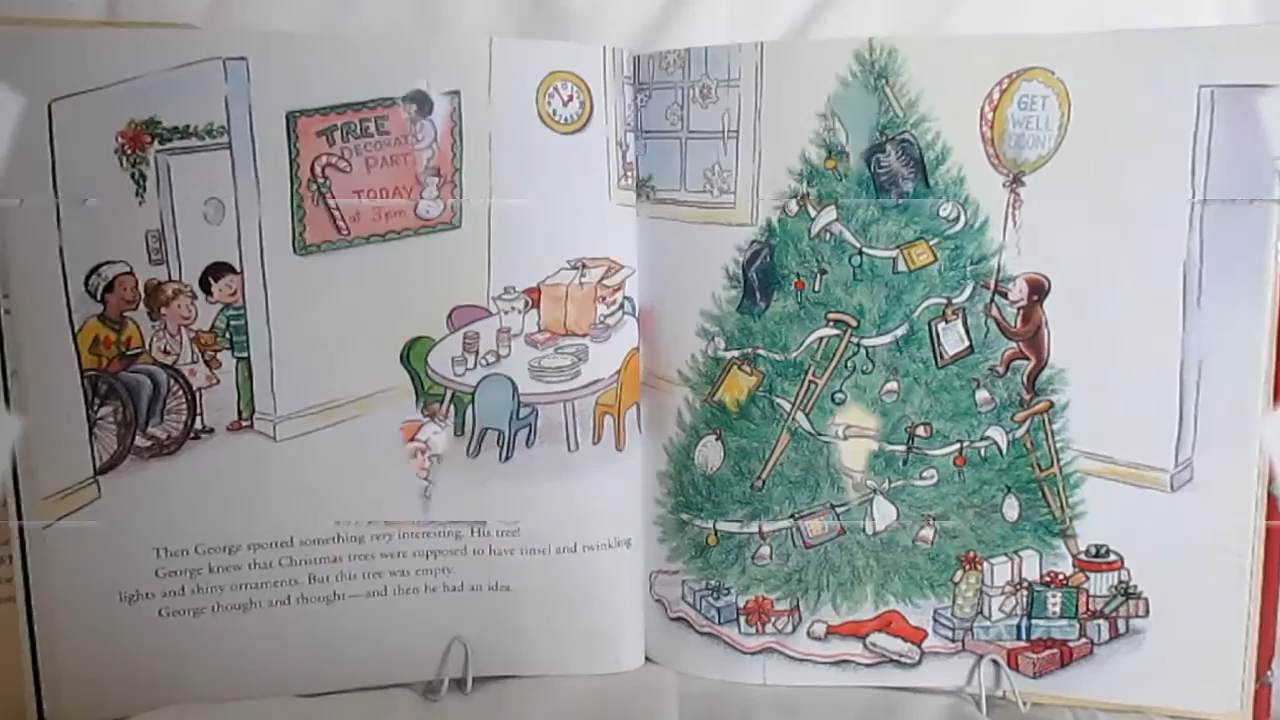 TREE
DECORAT
PART
TODAY
at 3pm
GET
WELL
SOON!
Then George spotted something very interesting. His tree!
George knew that Christmas trees were supposed to have tinsel and twinkling
lights and shiny ornaments. But this tree was empty.
George thought and thought—and then he had an idea.